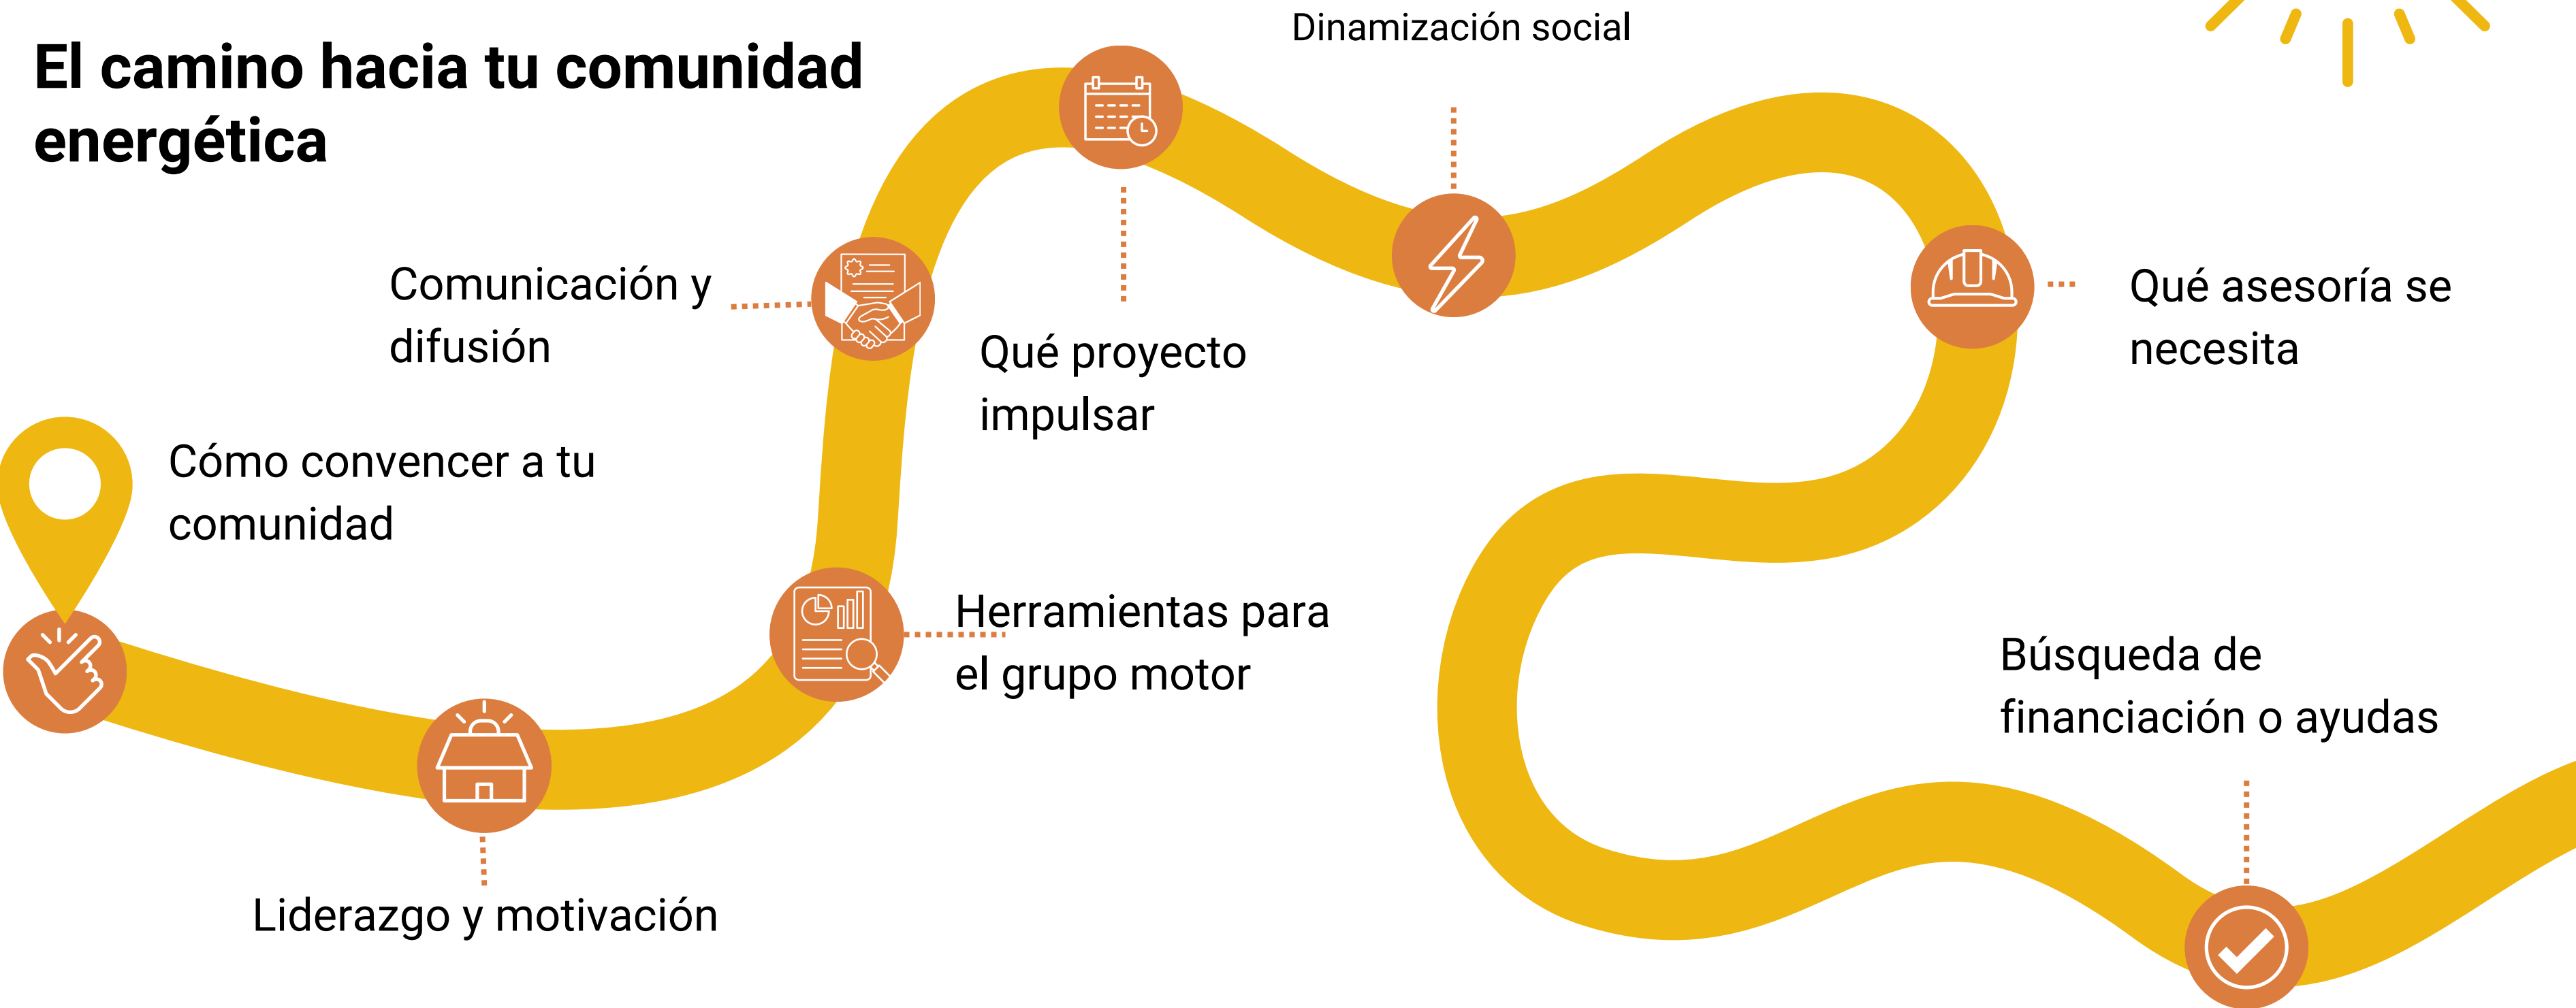 El camino hacia tu comunidad
energética
Dinamización social
Comunicación y
difusión
Qué proyecto
impulsar
Qué asesoría se
necesita
Cómo convencer a tu
comunidad
Herramientas para
el grupo motor
Búsqueda de
financiación o ayudas
Liderazgo y motivación